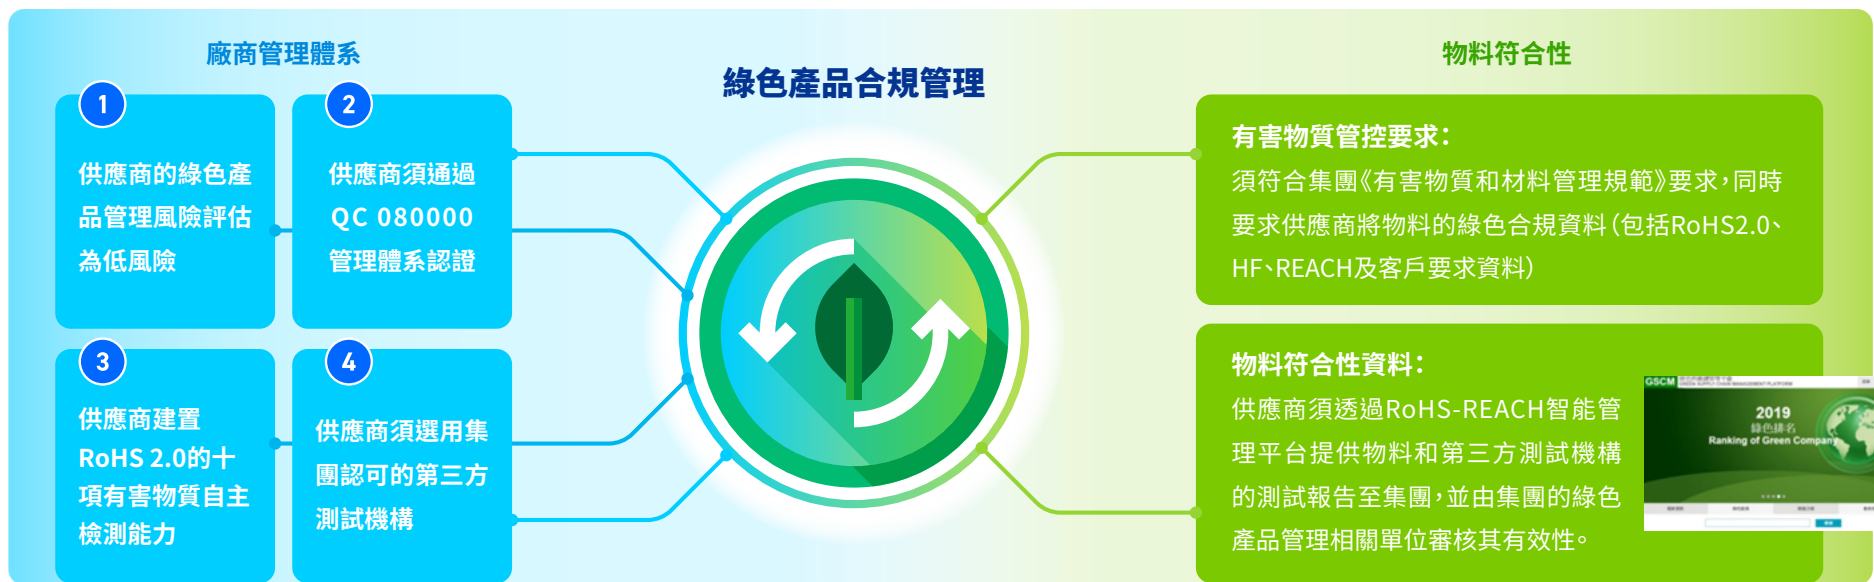 廠商管理體系
綠色產品合規管理
物料符合性
1
供應商的綠色產
品管理風險評估
為低風險
2
供應商須通過
QC 080000
管理體系認證
3
供應商建置
RoHS 2.0的十
項有害物質自主
檢測能力
4
供應商須選用集
團認可的第三方
測試機構
有害物質管控要求：
須符合集團《有害物質和材料管理規範》要求，同時
要求供應商將物料的綠色合規資料（包括RoHS2.0、
HF、REACH及客戶要求資料）
物料符合性資料：
供應商須透過RoHS-REACH智能管
理平台提供物料和第三方測試機構
的測試報告至集團，並由集團的綠色
產品管理相關單位審核其有效性。
GSCM
GREEN SUPPLY CHAIN MANAGEMENT PLATFORM
2019
綠色排名
Ranking of Green Company